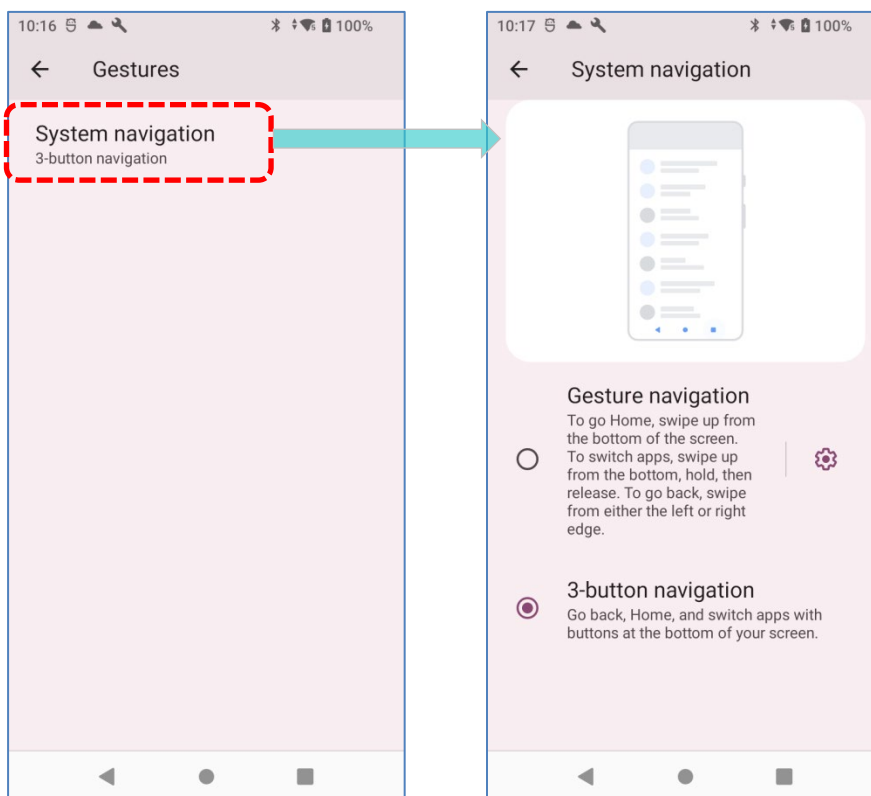 10:16 100%
Gestures
System navigation
3-button navigation
10:17 100%
System navigation
Gesture navigation
To go Home, swipe up from
the bottom of the screen.
To switch apps, swipe up
from the bottom, hold, then
release. To go back, swipe
from either the left or right
edge.
3-button navigation
Go back, Home, and switch apps with
buttons at the bottom of your screen.